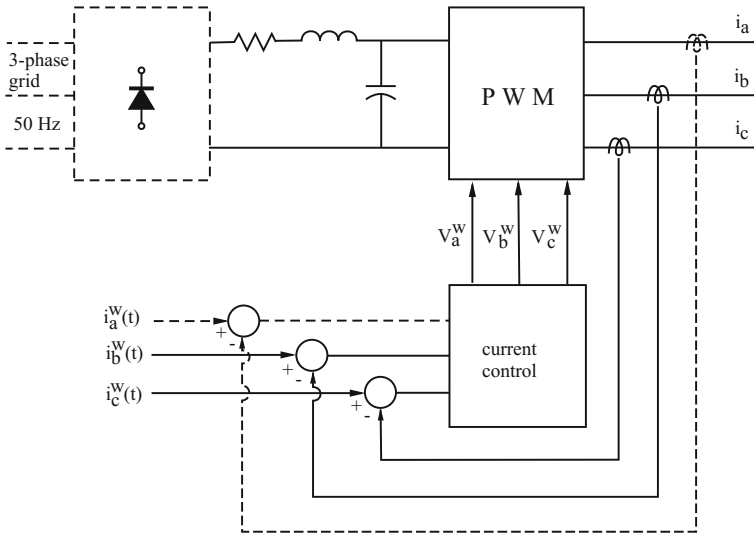 3-phase
grid
50 Hz
P W M
i_a
i_b
i_c
V_a^w V_b^w V_c^w
i_a^w(t)
+
-
i_b^w(t)
+
-
i_c^w(t)
+
-
current
control